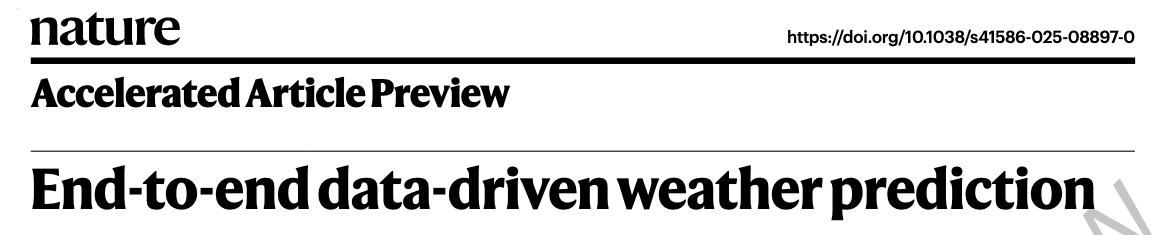 nature
https://doi.org/10.1038/s41586-025-08897-0
Accelerated Article Preview
End-to-end data-driven weather prediction